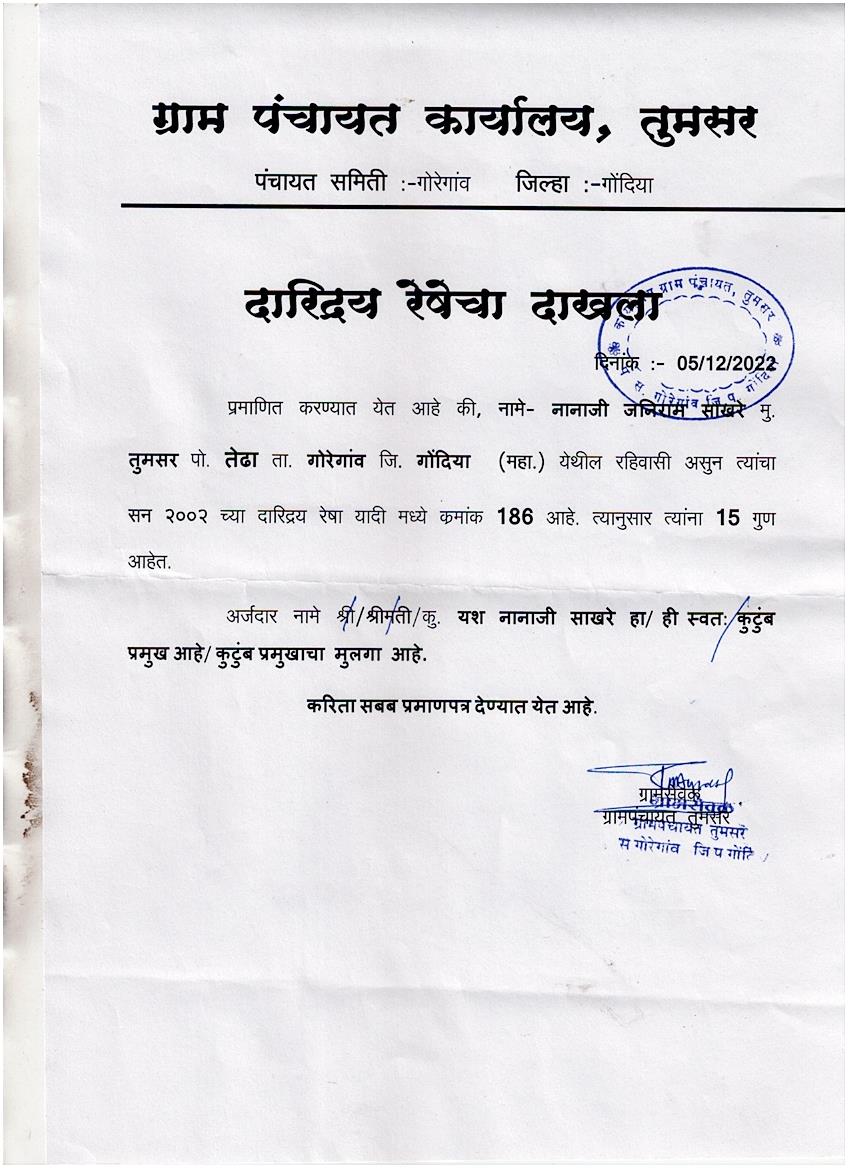 ग्राम पंचायत कार्यालय, तुमसर
पंचायत समिती :-गोरेगांव जिल्हा :-गोंदिया
दारिद्रय रेषेचा दाखला
ग्राम पंचायत, तुमसर
स. गोरेगांव जि.प. गोंदि
दिनांक :- 05/12/2022
प्रमाणित करण्यात येत आहे की, नामे- नानाजी जनिराम साखरे मु.
तुमसर पो. तेढा ता. गोरेगांव जि. गोंदिया (महा.) येथील रहिवासी असुन त्यांचा
सन २००२ च्या दारिद्रय रेषा यादी मध्ये कमांक 186 आहे. त्यानुसार त्यांना 15 गुण
आहेत.
अर्जदार नामे श्री/श्रीमती/कु. यश नानाजी साखरे हा/ ही स्वतः/कुटुंब
प्रमुख आहे/ कुटुंब प्रमुखाचा मुलगा आहे.
करिता सबब प्रमाणपत्र देण्यात येत आहे.
ग्रामसेवक
ग्रामसेवक
ग्रामपंचायत तुमसर
ग्रामपंचायत तुमसर
स गोरेगांव जि प गोंदि